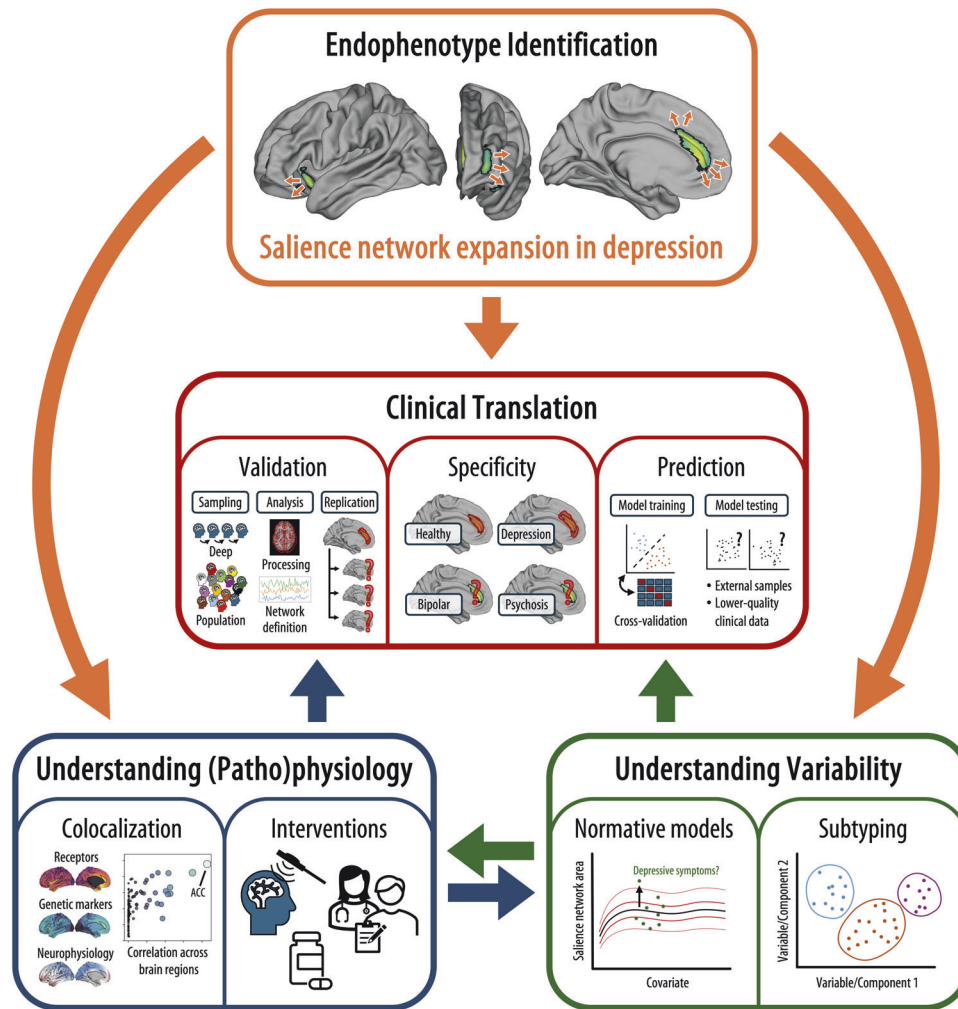 Endophenotype Identification
Salience network expansion in depression
Clinical Translation
Validation
Sampling
Analysis
Replication
Deep
Processing
Population
Network
definition
?
?
?
Specificity
Healthy
Depression
Bipolar
Psychosis
?
?
Prediction
Model training
Model testing
?
?
Cross-validation
• External samples
• Lower-quality
clinical data
Understanding (Patho)physiology
Colocalization
Receptors
Genetic markers
Neurophysiology
ACC
Correlation across
brain regions
Interventions
Understanding Variability
Normative models
Salience network area
Depressive symptoms?
Covariate
Subtyping
Variable/Component 2
Variable/Component 1